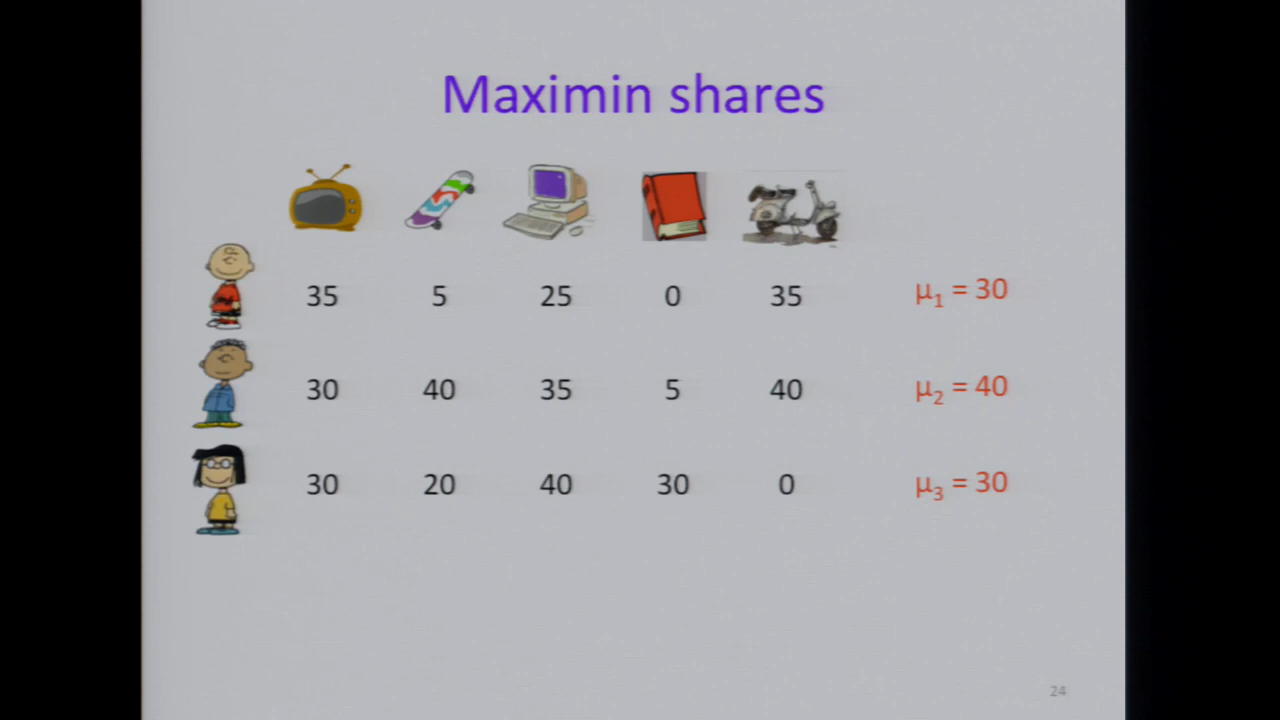 Maximin shares
35 5 25 0 35 μ1 = 30
30 40 35 5 40 μ2 = 40
30 20 40 30 0 μ3 = 30
24